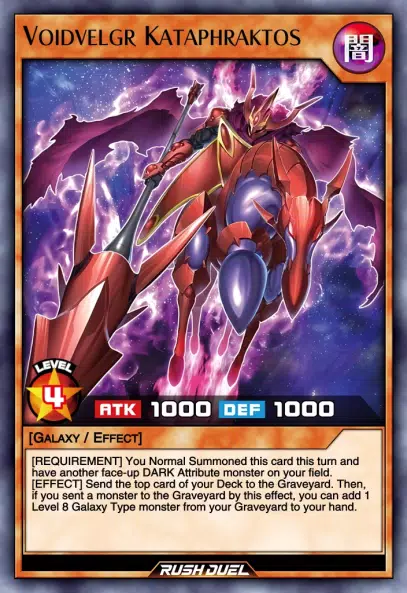 VOIDVELGR KATAPHRAKTOS
闇
LEVEL
4
ATK 1000 DEF 1000
[GALAXY / EFFECT]
[REQUIREMENT] You Normal Summoned this card this turn and
have another face-up DARK Attribute monster on your field.
[EFFECT] Send the top card of your Deck to the Graveyard. Then,
if you sent a monster to the Graveyard by this effect, you can add 1
Level 8 Galaxy Type monster from your Graveyard to your hand.
RUSH DUEL